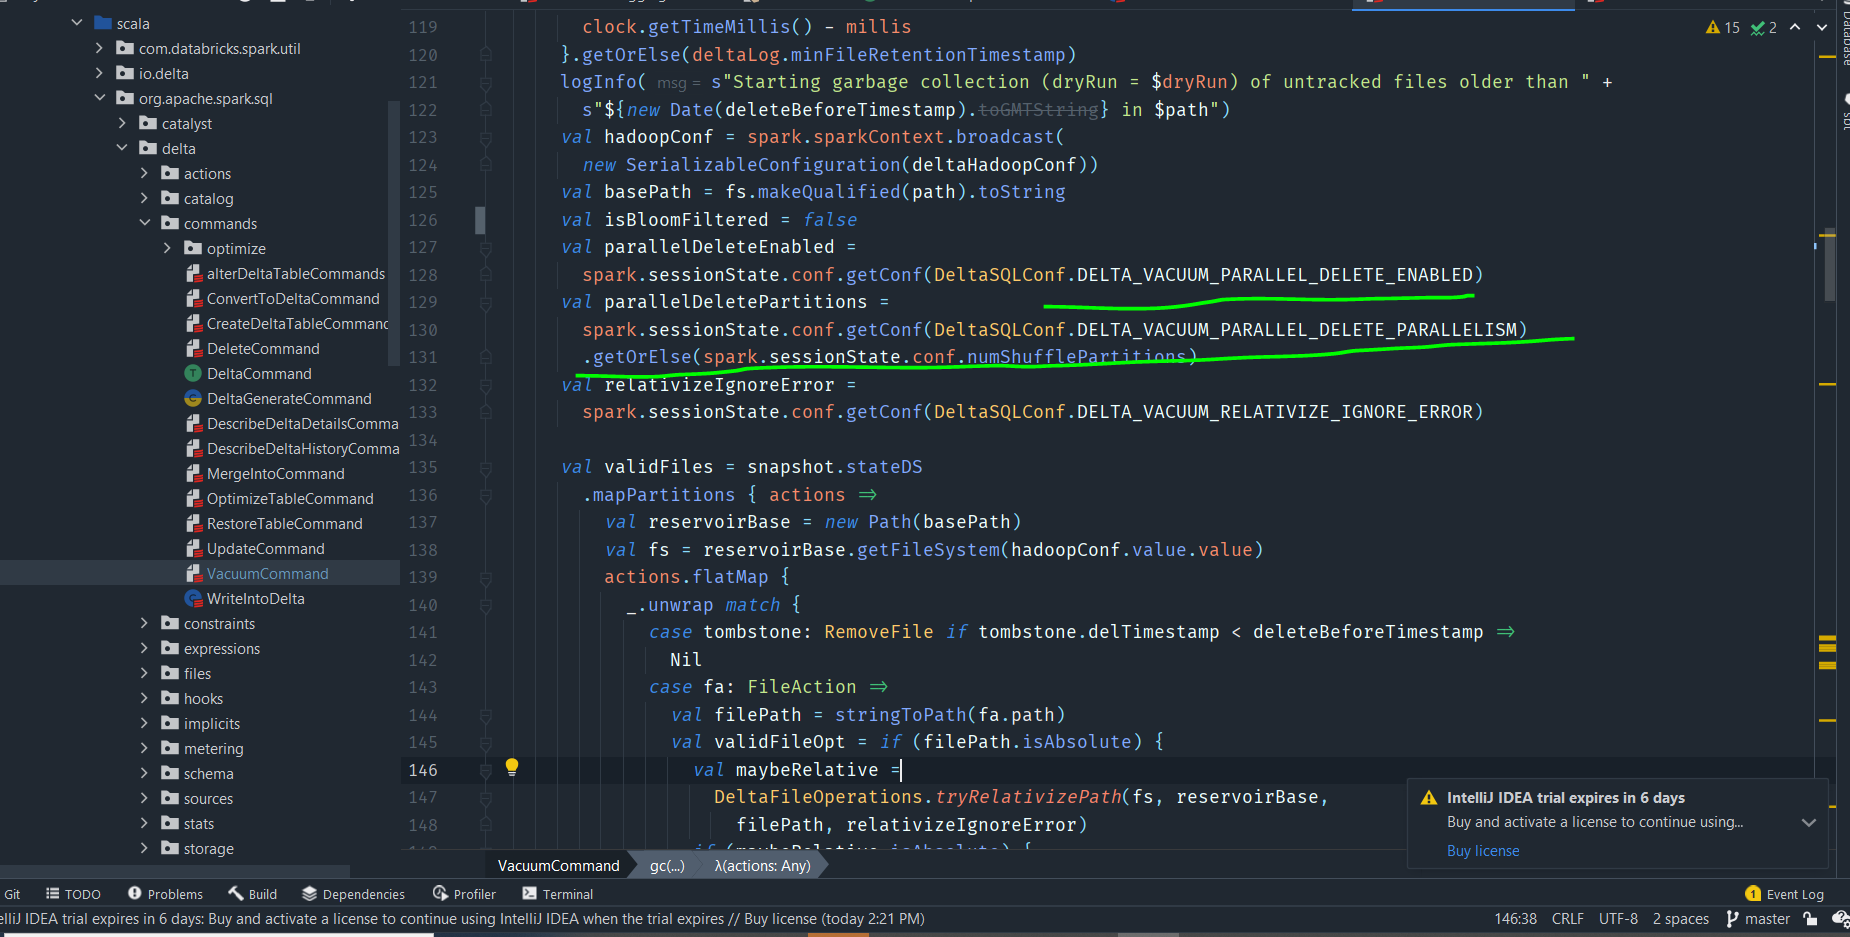 scala
com.databricks.spark.util
io.delta
org.apache.spark.sql
catalyst
delta
actions
catalog
commands
optimize
alterDeltaTableCommands
ConvertToDeltaCommand
CreateDeltaTableCommand
DeleteCommand
DeltaCommand
DeltaGenerateCommand
DescribeDeltaDetailsComma
DescribeDeltaHistoryComma
MergeIntoCommand
OptimizeTableCommand
RestoreTableCommand
UpdateCommand
VacuumCommand
WriteIntoDelta
constraints
expressions
files
hooks
implicits
metering
schema
sources
stats
storage
119 clock.getTimeMillis() - millis
120 }.getOrElse(deltaLog.minFileRetentionTimestamp)
121 logInfo( msg = s"Starting garbage collection (dryRun = $dryRun) of untracked files older than " +
122 s"${new Date(deleteBeforeTimestamp).toGMTString} in $path")
123 val hadoopConf = spark.sparkContext.broadcast(
124 new SerializableConfiguration(deltaHadoopConf))
125 val basePath = fs.makeQualified(path).toString
126 val isBloomFiltered = false
127 val parallelDeleteEnabled =
128 spark.sessionState.conf.getConf(DeltaSQLConf.DELTA_VACUUM_PARALLEL_DELETE_ENABLED)
129 val parallelDeletePartitions =
130 spark.sessionState.conf.getConf(DeltaSQLConf.DELTA_VACUUM_PARALLEL_DELETE_PARALLELISM)
131 .getOrElse(spark.sessionState.conf.numShufflePartitions)
132 val relativizeIgnoreError =
133 spark.sessionState.conf.getConf(DeltaSQLConf.DELTA_VACUUM_RELATIVIZE_IGNORE_ERROR)
134
135 val validFiles = snapshot.stateDS
136 .mapPartitions { actions =>
137 val reservoirBase = new Path(basePath)
138 val fs = reservoirBase.getFileSystem(hadoopConf.value.value)
139 actions.flatMap {
140 _.unwrap match {
141 case tombstone: RemoveFile if tombstone.delTimestamp < deleteBeforeTimestamp =>
142 Nil
143 case fa: FileAction =>
144 val filePath = stringToPath(fa.path)
145 val validFileOpt = if (filePath.isAbsolute) {
146 val maybeRelative =
147 DeltaFileOperations.tryRelativizePath(fs, reservoirBase,
148 filePath, relativizeIgnoreError)
15 2
Database
sbt
IntelliJ IDEA trial expires in 6 days
Buy and activate a license to continue using...
Buy license
VacuumCommand gc(...) λ(actions: Any)
Git TODO Problems Build Dependencies Profiler Terminal 1 Event Log
elliJ IDEA trial expires in 6 days: Buy and activate a license to continue using IntelliJ IDEA when the trial expires // Buy license (today 2:21 PM) 146:38 CRLF UTF-8 2 spaces master